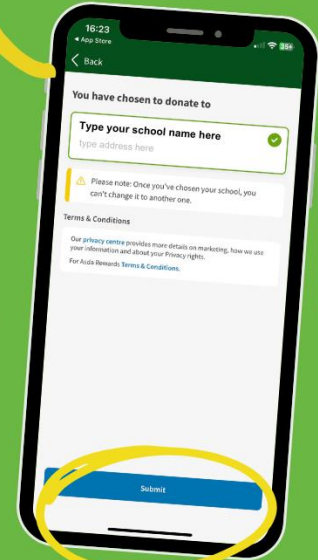 16:23
App Store
35+
Back
You have chosen to donate to
Type your school name here
type address here
Please note: Once you've chosen your school, you
can't change it to another one.
Terms & Conditions
Our privacy centre provides more details on marketing, how we use
your information and about your Privacy rights.
For Asda Rewards Terms & Conditions.
Submit